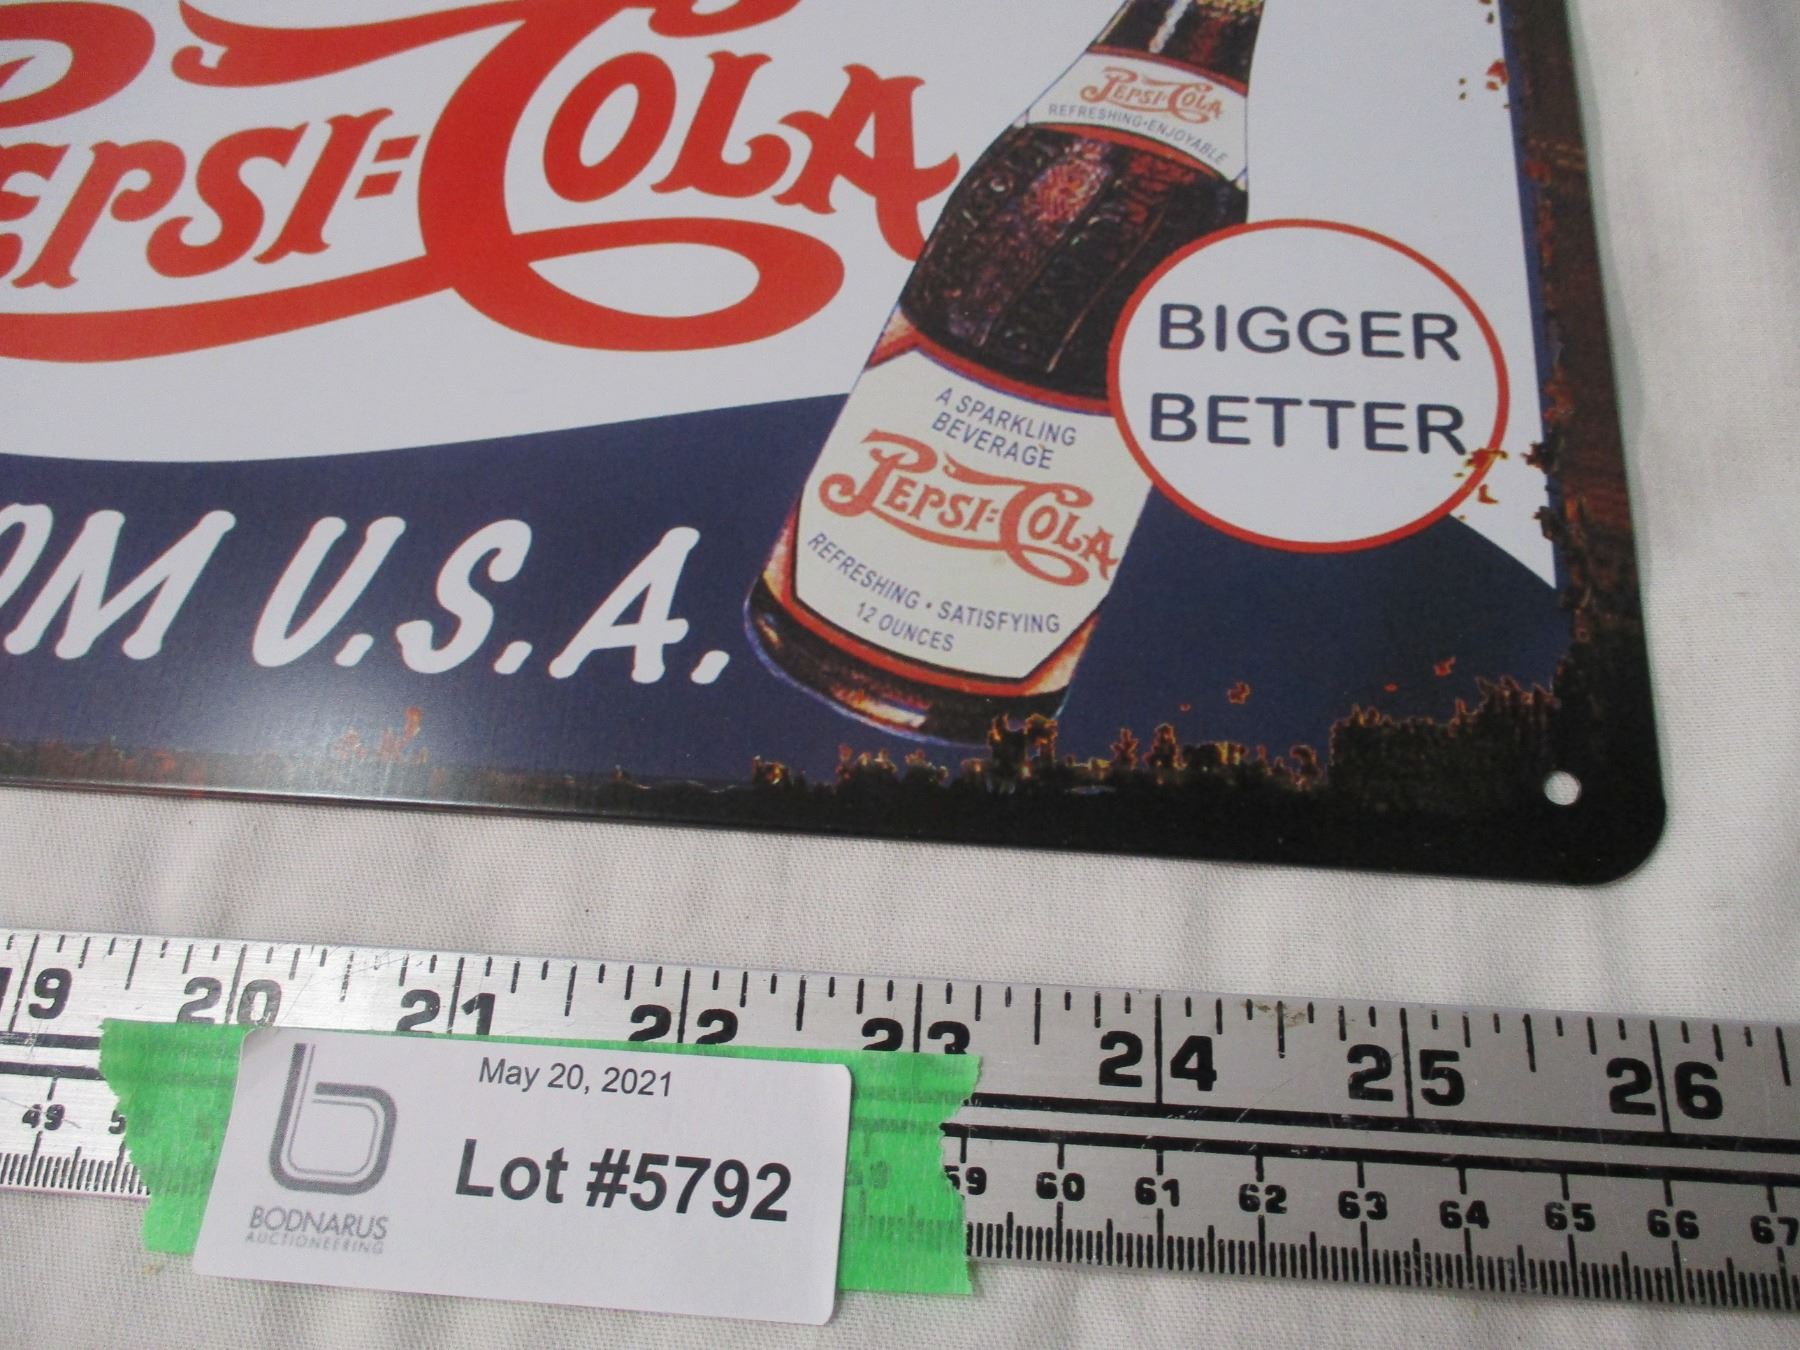 EPSI=COLA
PEPSI=COLA
REFRESHING•ENJOYABLE
BIGGER
BETTER
A SPARKLING
BEVERAGE
PEPSI=COLA
REFRESHING • SATISFYING
12 OUNCES
OM U.S.A.
19 20 21 22 23 24 25 26
May 20, 2021
Lot #5792
BODNARUS
AUCTIONEERING
49 59 60 61 62 63 64 65 66 67